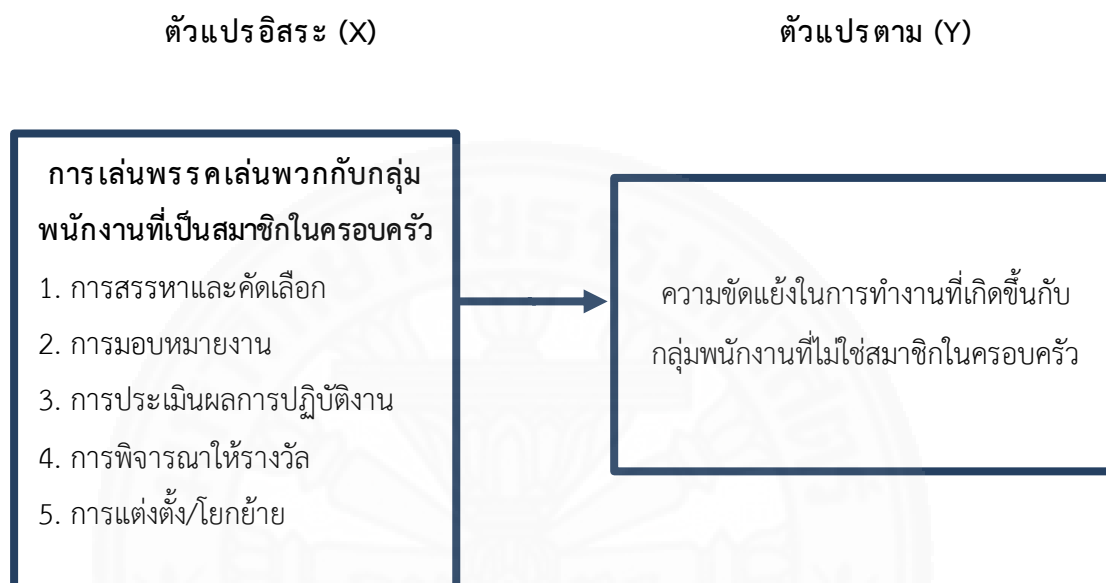 ตัวแปรอิสระ (X)
ตัวแปรตาม (Y)
การเล่นพรรคเล่นพวกกับกลุ่ม
พนักงานที่เป็นสมาชิกในครอบครัว
1. การสรรหาและคัดเลือก
2. การมอบหมายงาน
3. การประเมินผลการปฏิบัติงาน
4. การพิจารณาให้รางวัล
5. การแต่งตั้ง/โยกย้าย
ความขัดแย้งในการทำงานที่เกิดขึ้นกับ
กลุ่มพนักงานที่ไม่ใช่สมาชิกในครอบครัว